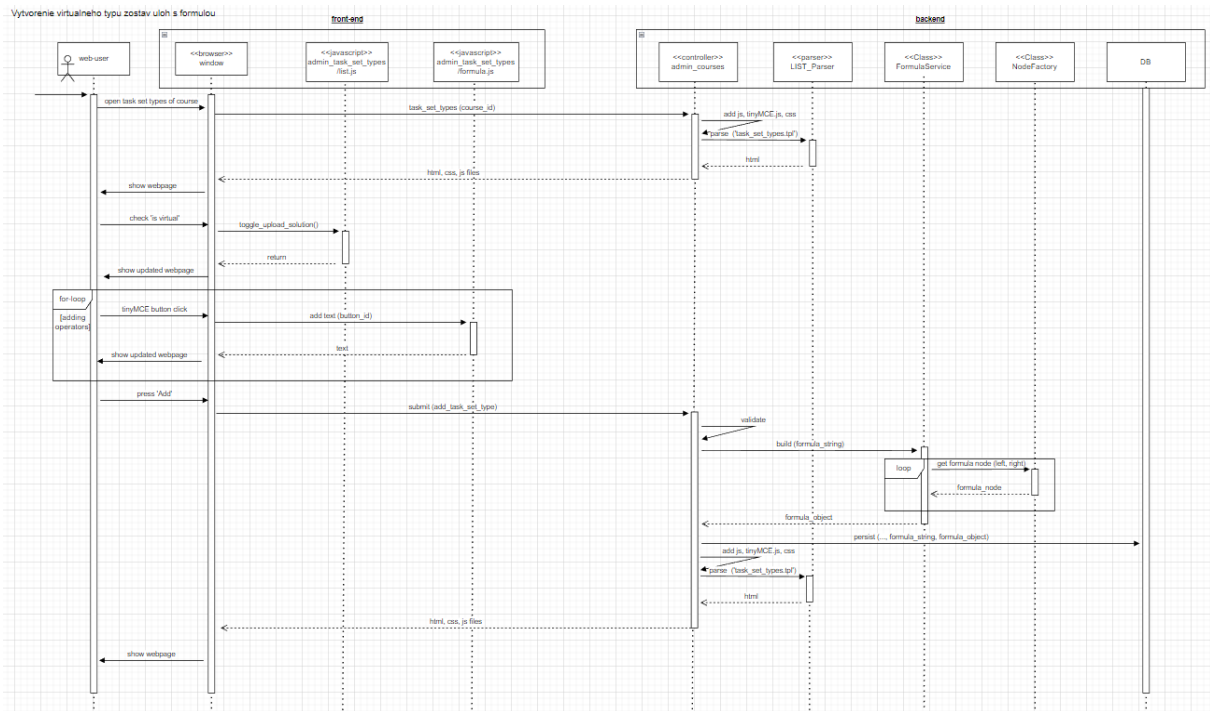 Vytvorenie virtualneho typu zostav uloh s formulou
front-end
backend
web-user
<<browser>>
window
<<javascript>>
admin_task_set_types
/list.js
<<javascript>>
admin_task_set_types
/formula.js
<<controller>>
admin_courses
<<parser>>
LIST_Parser
<<Class>>
FormulaService
<<Class>>
NodeFactory
DB
open task set types of course
task_set_types (course_id)
add js, tinyMCE.js, css
parse ("task_set_types.tpl")
html
html, css, js files
show webpage
check 'is virtual'
toggle_upload_solution()
return
show updated webpage
for-loop
[adding
operators]
tinyMCE button click
add text (button_id)
text
show updated webpage
press 'Add'
submit (add_task_set_type)
validate
build (formula_string)
loop
get formula node (left, right)
formula_node
formula_object
persist (..., formula_string, formula_object)
add js, tinyMCE.js, css
parse ("task_set_types.tpl")
html
html, css, js files
show webpage